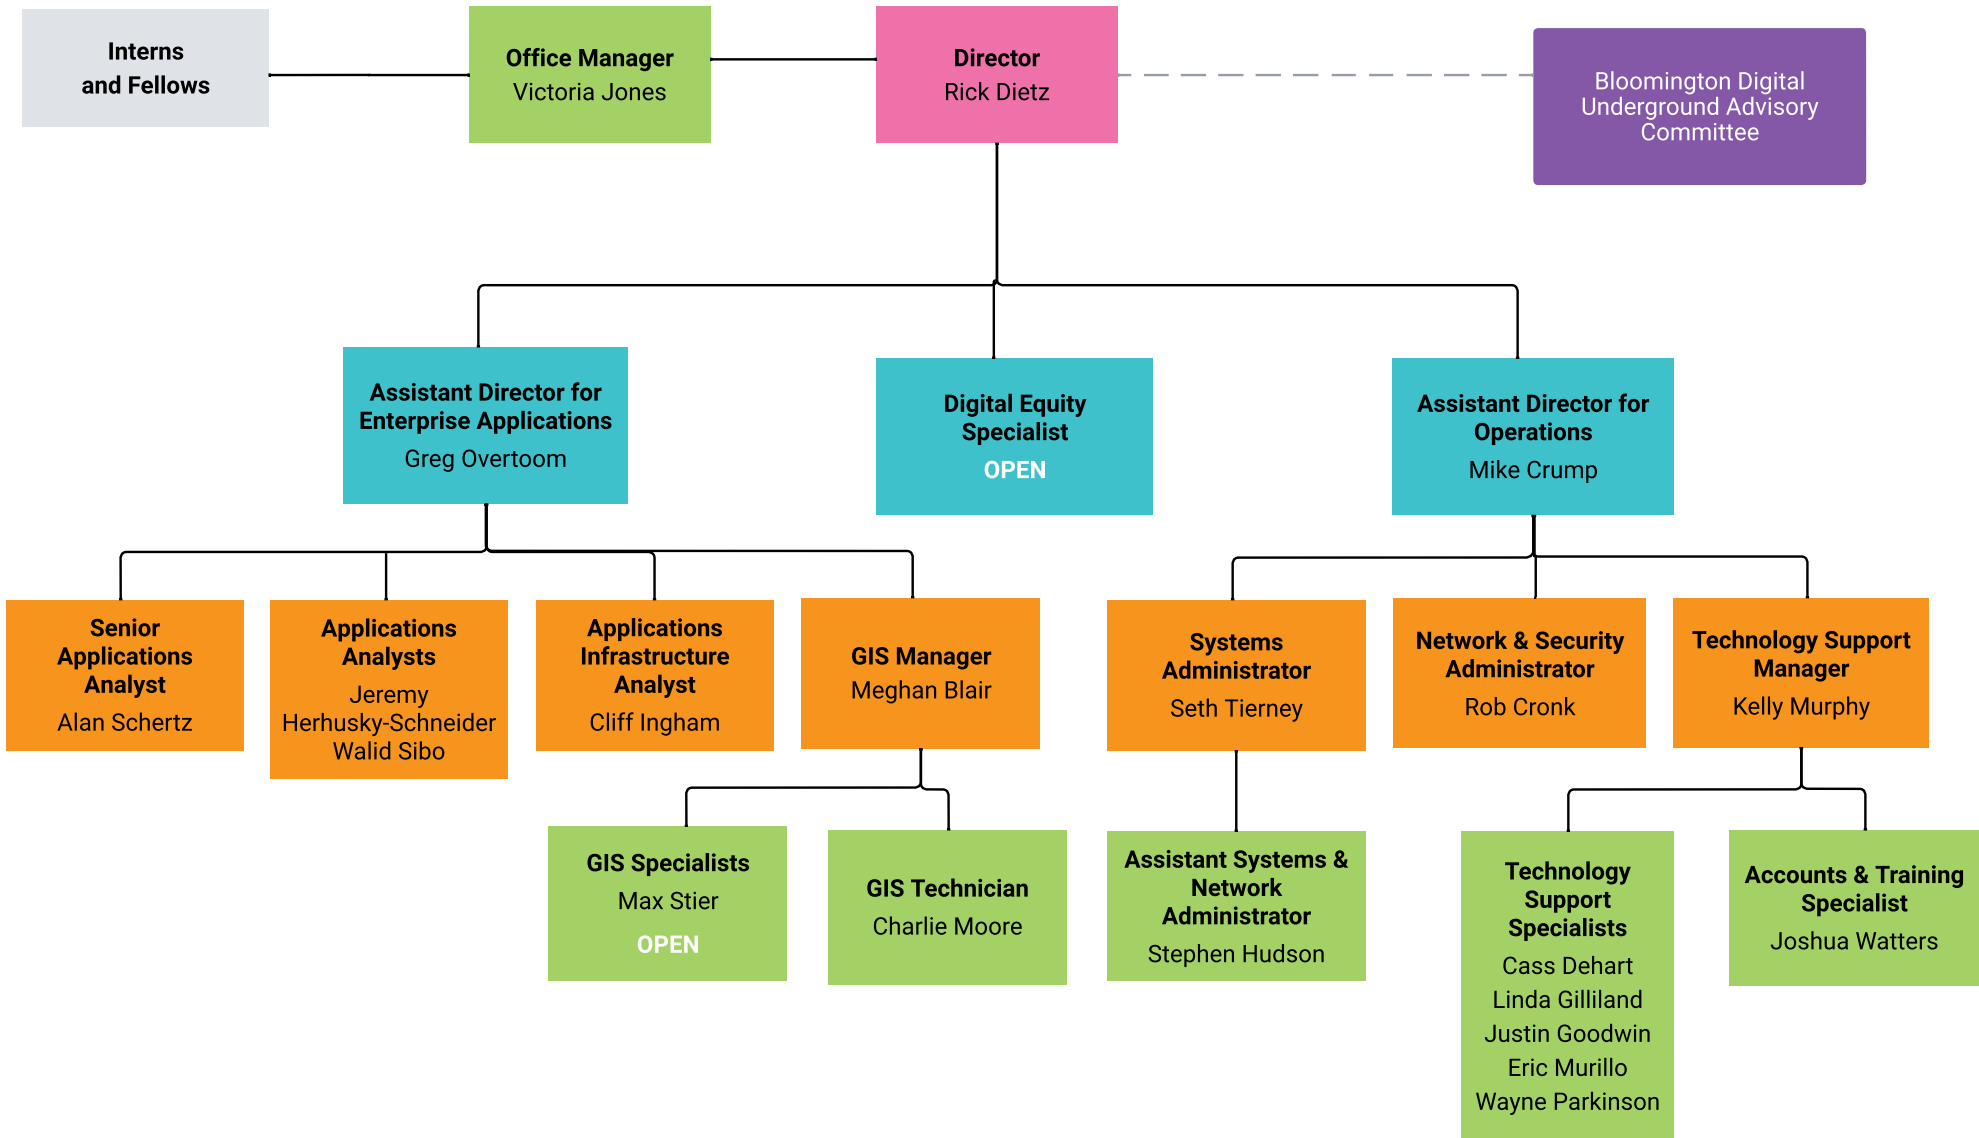 Interns
and Fellows
Office Manager
Victoria Jones
Director
Rick Dietz
Bloomington Digital
Underground Advisory
Committee
Assistant Director for
Enterprise Applications
Greg Overtoom
Digital Equity
Specialist
OPEN
Assistant Director for
Operations
Mike Crump
Senior
Applications
Analyst
Alan Schertz
Applications
Analysts
Jeremy
Herhusky-Schneider
Walid Sibo
Applications
Infrastructure
Analyst
Cliff Ingham
GIS Manager
Meghan Blair
Systems
Administrator
Seth Tierney
Network & Security
Administrator
Rob Cronk
Technology Support
Manager
Kelly Murphy
GIS Specialists
Max Stier
OPEN
GIS Technician
Charlie Moore
Assistant Systems &
Network
Administrator
Stephen Hudson
Technology
Support
Specialists
Cass Dehart
Linda Gilliland
Justin Goodwin
Eric Murillo
Wayne Parkinson
Accounts & Training
Specialist
Joshua Watters